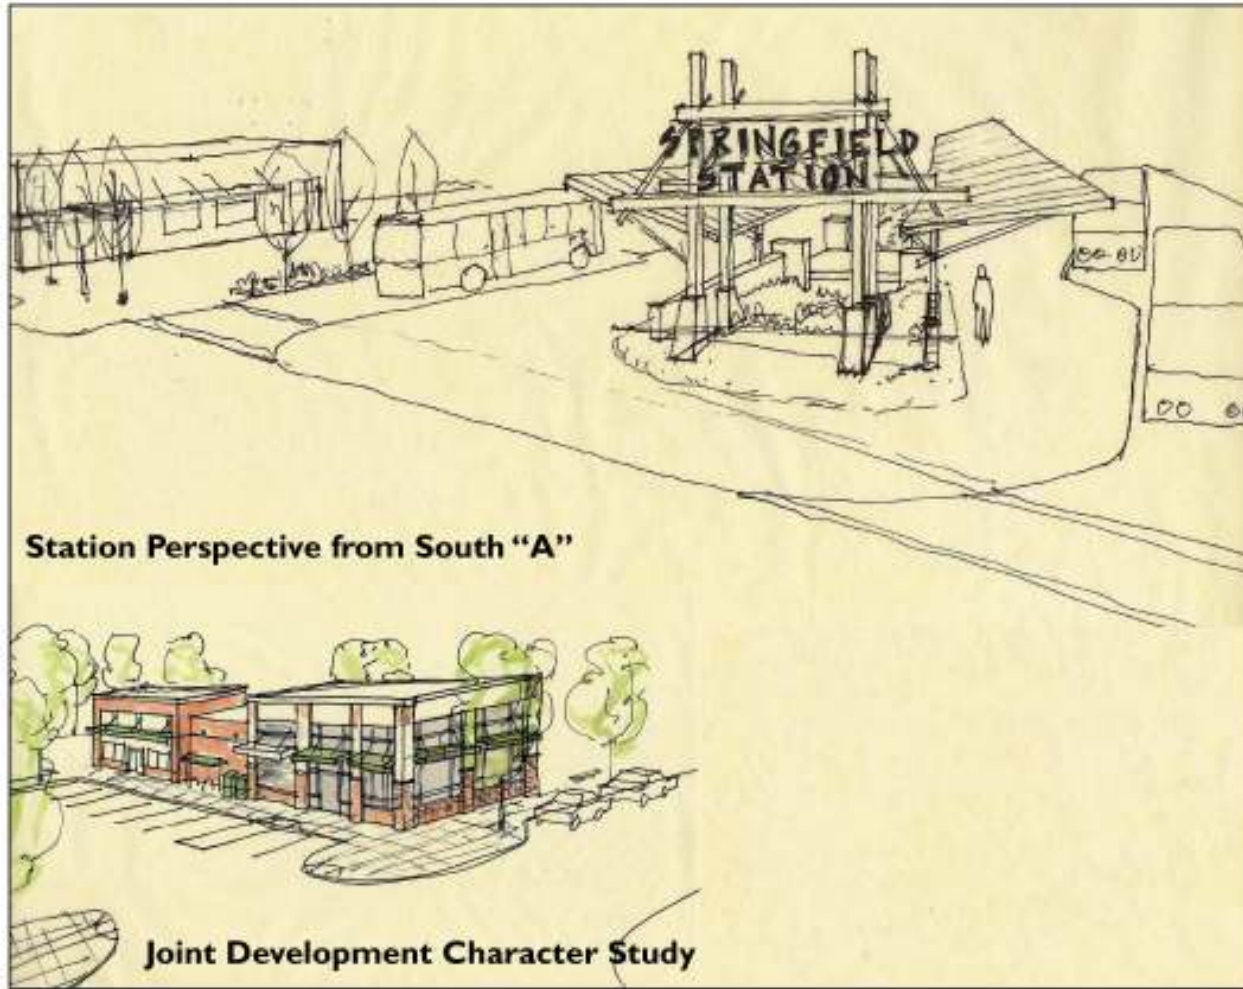 SPRINGFIELD
STATION
Station Perspective from South “A”
Joint Development Character Study